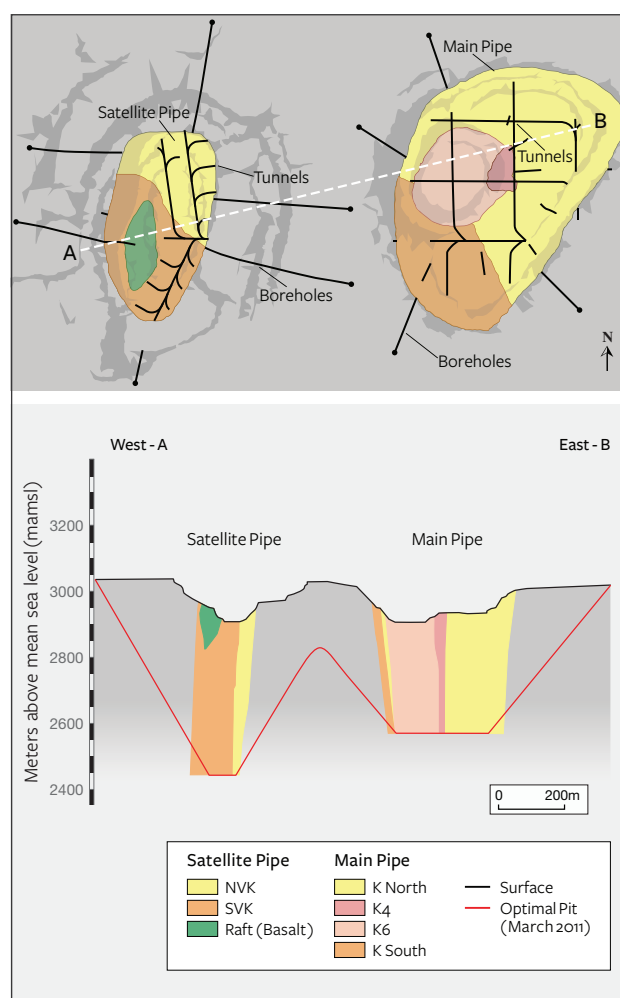 Main Pipe
Satellite Pipe
B
Tunnels
Tunnels
A
Boreholes
N
Boreholes
West - A
East - B
Meters above mean sea level (mamsl)
3200
3000
2800
2600
2400
Satellite Pipe
Main Pipe
0
200m
Satellite Pipe
NVK
SVK
Raft (Basalt)
Main Pipe
K North
K4
K6
K South
Surface
Optimal Pit
(March 2011)